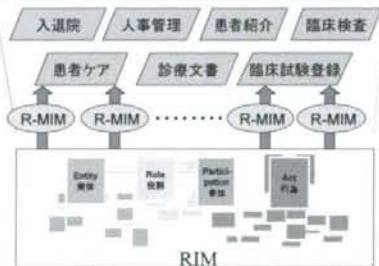 入退院 人事管理 患者紹介 臨床検査
患者ケア 診療文書 臨床試験登録
R-MIM R-MIM ········ R-MIM R-MIM
Entity
実体
Role
役割
Partici-
pation
参加
Act
行為
RIM